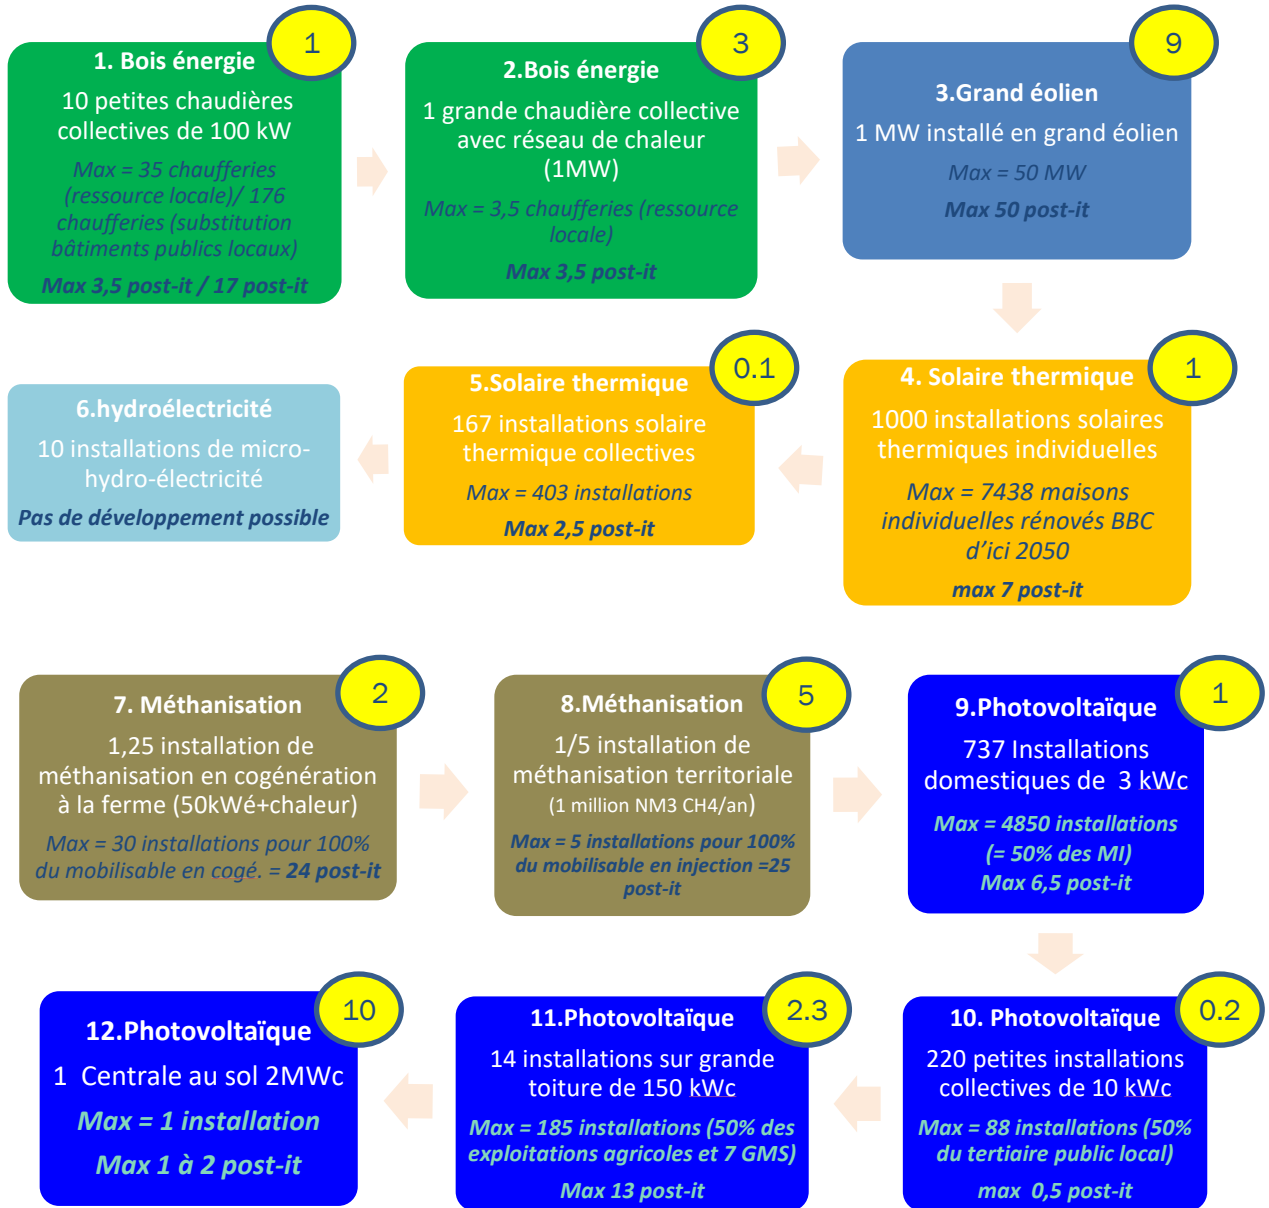 1
1. Bois énergie
10 petites chaudières
collectives de 100 kW
Max = 35 chaufferies
(ressource locale)/ 176
chaufferies (substitution
bâtiments publics locaux)
Max 3,5 post-it / 17 post-it
3
2.Bois énergie
1 grande chaudière collective
avec réseau de chaleur
(1MW)
Max = 3,5 chaufferies (ressource
locale)
Max 3,5 post-it
9
3.Grand éolien
1 MW installé en grand éolien
Max = 50 MW
Max 50 post-it
1
4. Solaire thermique
1000 installations solaires
thermiques individuelles
Max = 7438 maisons
individuelles rénovés BBC
d'ici 2050
max 7 post-it
0.1
5.Solaire thermique
167 installations solaire
thermique collectives
Max = 403 installations
Max 2,5 post-it
6.hydroélectricité
10 installations de micro-
hydro-électricité
Pas de développement possible
2
7. Méthanisation
1,25 installation de
méthanisation en cogénération
à la ferme (50kWé+chaleur)
Max = 30 installations pour 100%
du mobilisable en cogé. = 24 post-it
5
8.Méthanisation
1/5 installation de
méthanisation territoriale
(1 million NM3 CH4/an)
Max = 5 installations pour 100%
du mobilisable en injection =25
post-it
1
9.Photovoltaïque
737 Installations
domestiques de 3 kWc
Max = 4850 installations
(= 50% des MI)
Max 6,5 post-it
0.2
10. Photovoltaïque
220 petites installations
collectives de 10 kWc
Max = 88 installations (50%
du tertiaire public local)
max 0,5 post-it
2.3
11.Photovoltaïque
14 installations sur grande
toiture de 150 kWc
Max = 185 installations (50% des
exploitations agricoles et 7 GMS)
Max 13 post-it
10
12.Photovoltaïque
1 Centrale au sol 2MWc
Max = 1 installation
Max 1 à 2 post-it